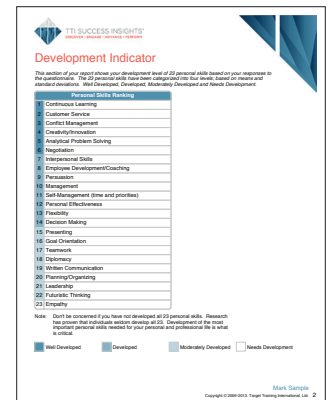 TTI SUCCESS INSIGHTS®
DISCOVER • ENGAGE • ADVANCE • PERFORM
Development Indicator
This section of your report shows your development level of 23 personal skills based on your responses to
the questionnaire. The 23 personal skills have been categorized into four levels; based on means and
standard deviations. Well Developed, Developed, Moderately Developed and Needs Development.
Personal Skills Ranking
1 Continuous Learning
2 Customer Service
3 Conflict Management
4 Creativity/Innovation
5 Analytical Problem Solving
6 Negotiation
7 Interpersonal Skills
8 Employee Development/Coaching
9 Persuasion
10 Management
11 Self-Management (time and priorities)
12 Personal Effectiveness
13 Flexibility
14 Decision Making
15 Presenting
16 Goal Orientation
17 Teamwork
18 Diplomacy
19 Written Communication
20 Planning/Organizing
21 Leadership
22 Futuristic Thinking
23 Empathy
Note: Don't be concerned if you have not developed all 23 personal skills. Research
has proven that individuals seldom develop all 23. Development of the most
important personal skills needed for your personal and professional life is what
is critical.
Well Developed Developed Moderately Developed Needs Development
Mark Sample
Copyright © 2008-2013. Target Training International, Ltd. 2